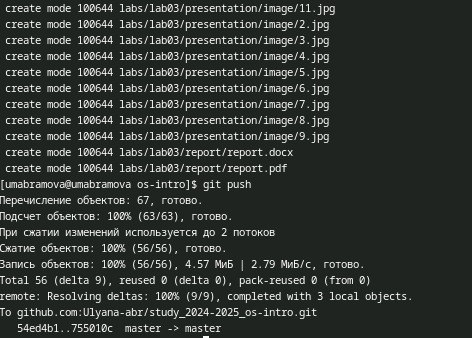 create mode 100644 labs/lab03/presentation/image/11.jpg
create mode 100644 labs/lab03/presentation/image/2.jpg
create mode 100644 labs/lab03/presentation/image/3.jpg
create mode 100644 labs/lab03/presentation/image/4.jpg
create mode 100644 labs/lab03/presentation/image/5.jpg
create mode 100644 labs/lab03/presentation/image/6.jpg
create mode 100644 labs/lab03/presentation/image/7.jpg
create mode 100644 labs/lab03/presentation/image/8.jpg
create mode 100644 labs/lab03/presentation/image/9.jpg
create mode 100644 labs/lab03/report/report.docx
create mode 100644 labs/lab03/report/report.pdf
[umabramova@umabramova os-intro]$ git push
Перечисление объектов: 67, готово.
Подсчет объектов: 100% (63/63), готово.
При сжатии изменений используется до 2 потоков
Сжатие объектов: 100% (56/56), готово.
Запись объектов: 100% (56/56), 4.57 МиБ | 2.79 МиБ/с, готово.
Total 56 (delta 9), reused 0 (delta 0), pack-reused 0 (from 0)
remote: Resolving deltas: 100% (9/9), completed with 3 local objects.
To github.com:Ulyana-abr/study_2024-2025_os-intro.git
54ed4b1..755010c  master -> master